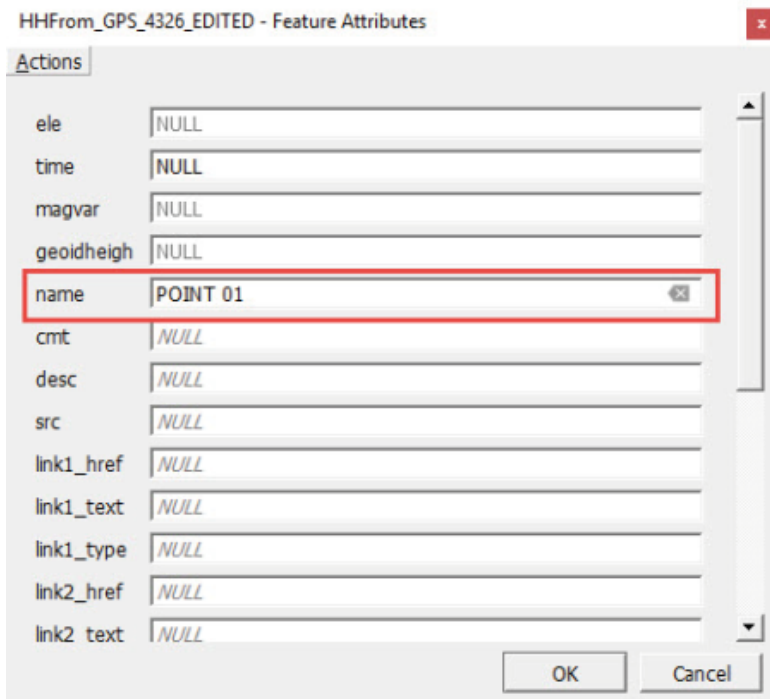 HHFrom_GPS_4326_EDITED - Feature Attributes
x
Actions
ele NULL
time NULL
magvar NULL
geoidheigh NULL
name POINT 01
cmt NULL
desc NULL
src NULL
link1_href NULL
link1_text NULL
link1_type NULL
link2_href NULL
link2_text NULL
OK Cancel